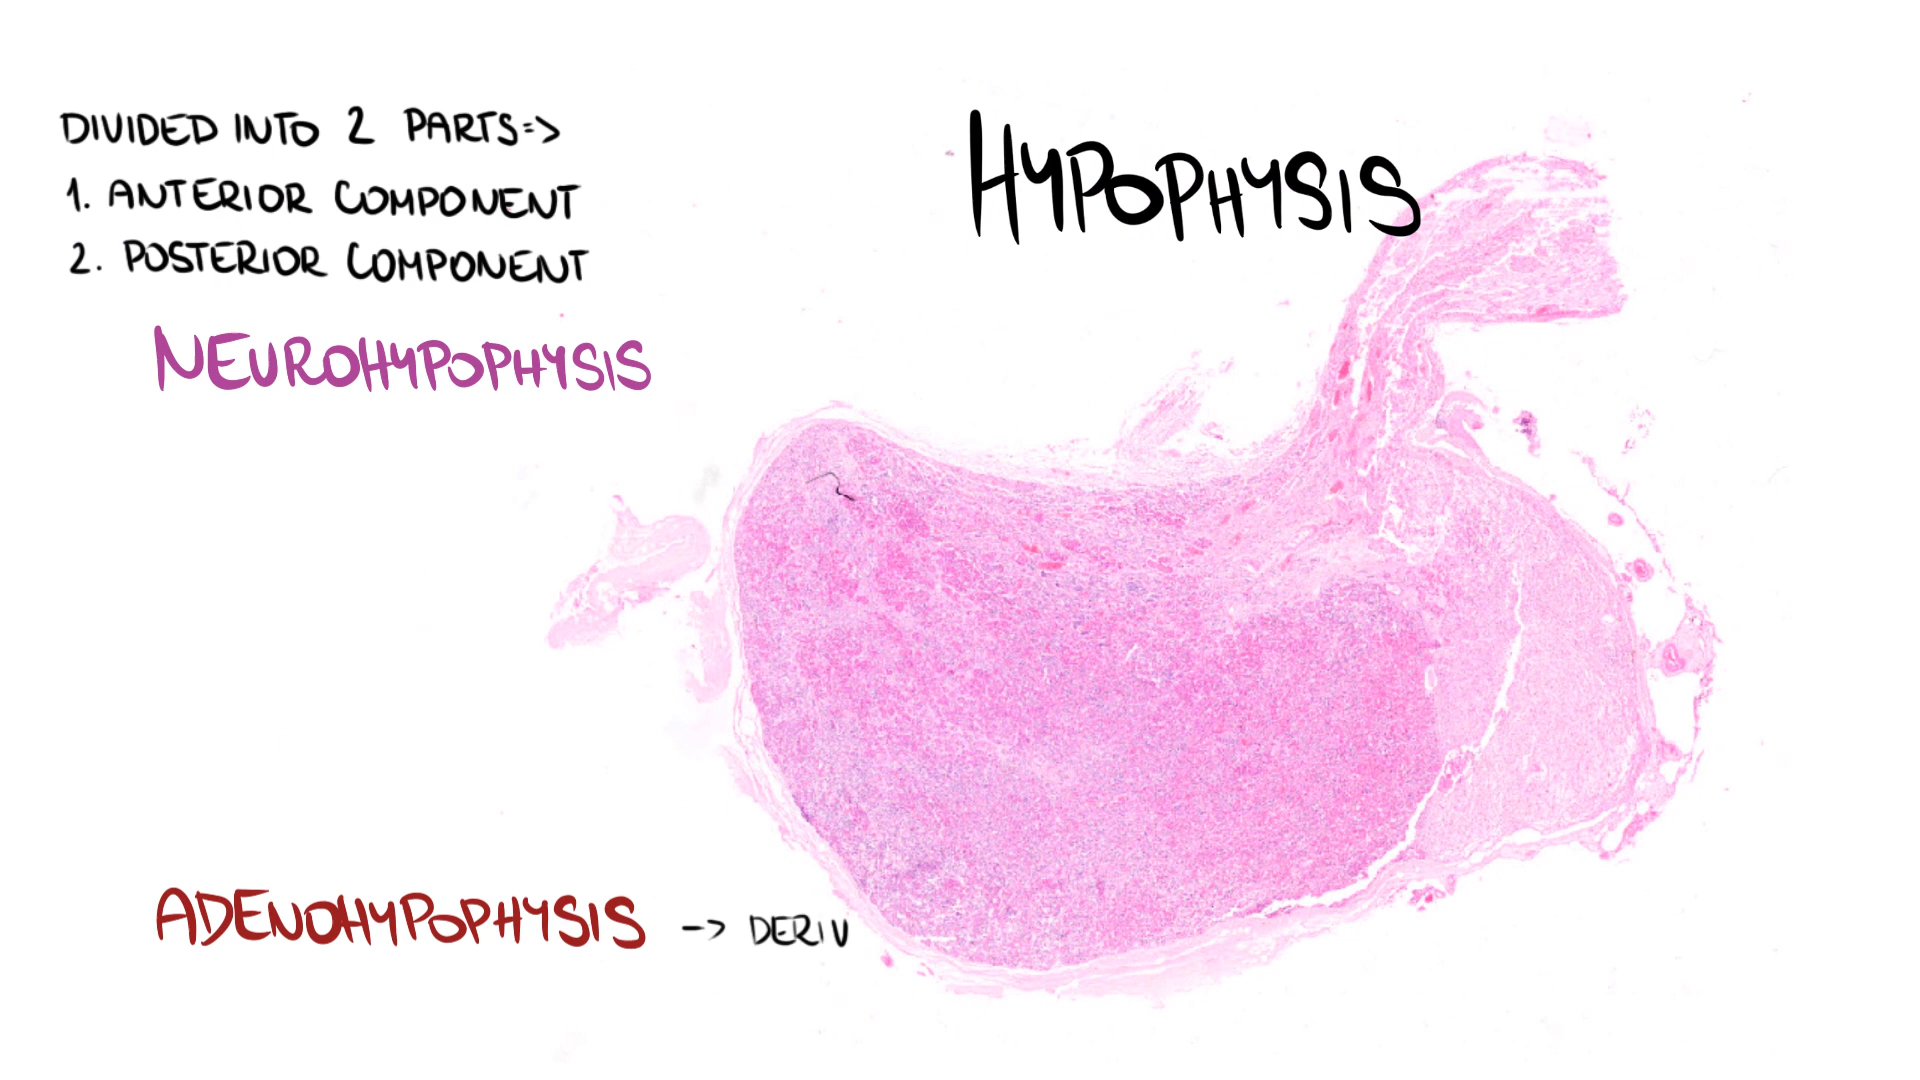 DIVIDED INTO 2 PARTS=>
1. ANTERIOR COMPONENT
2. POSTERIOR COMPONENT
HYPOPHYSIS
NEUROHYPOPHYSIS
ADENOHYPOPHYSIS -> DERIV